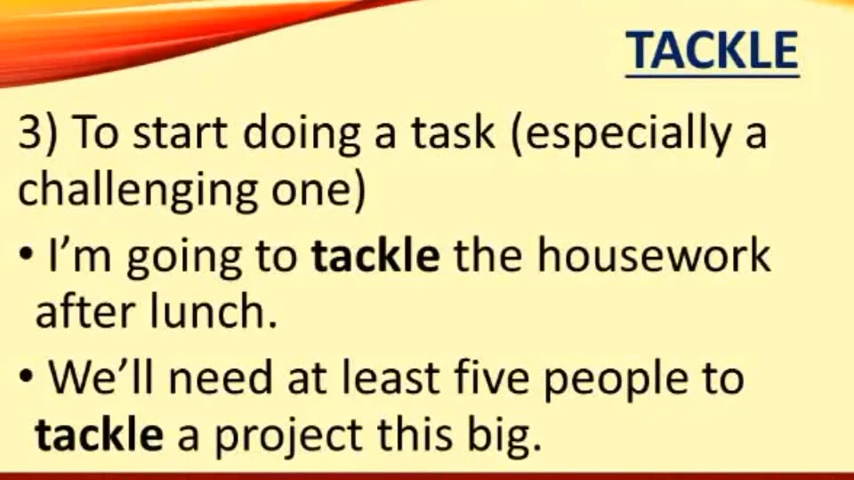 TACKLE
3) To start doing a task (especially a
challenging one)
• I’m going to tackle the housework
after lunch.
• We’ll need at least five people to
tackle a project this big.